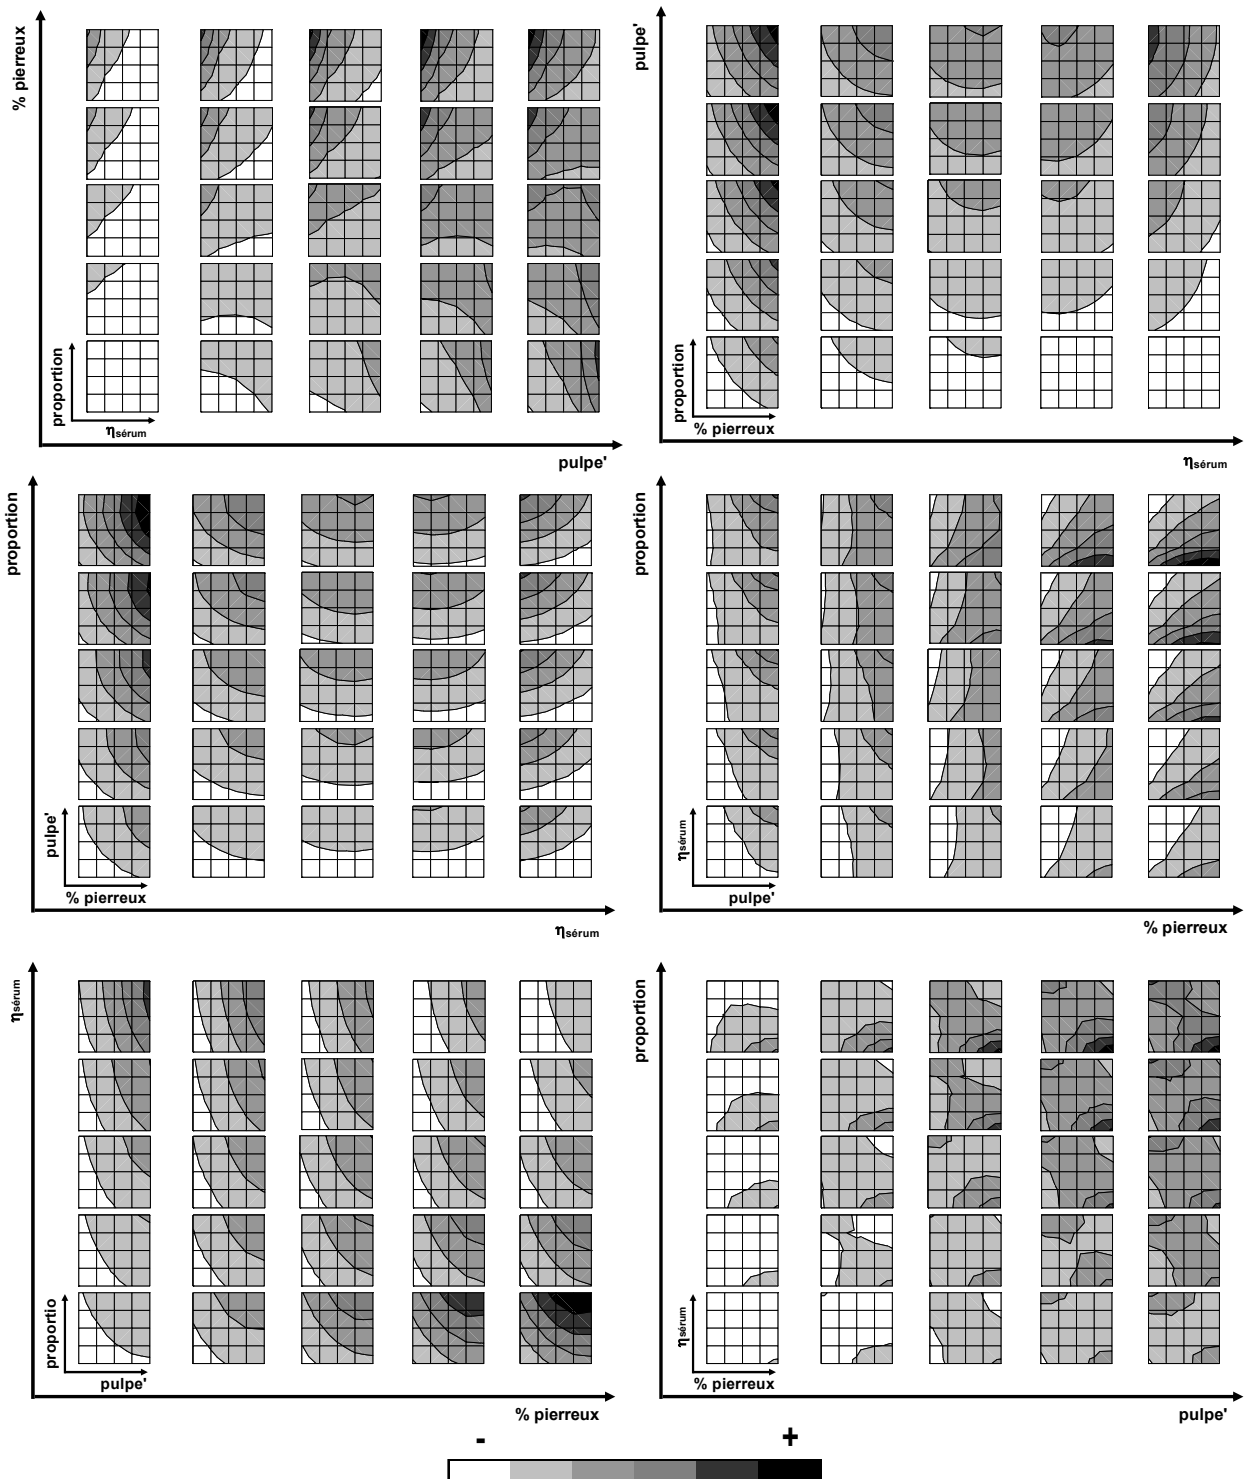 % pierreux
proportion
ηsérum
pulpe'
pulpe'
proportion
% pierreux
ηsérum
proportion
pulpe'
% pierreux
ηsérum
proportion
ηsérum
pulpe'
% pierreux
ηsérum
proportio
pulpe'
% pierreux
proportion
ηsérum
% pierreux
pulpe'
- +